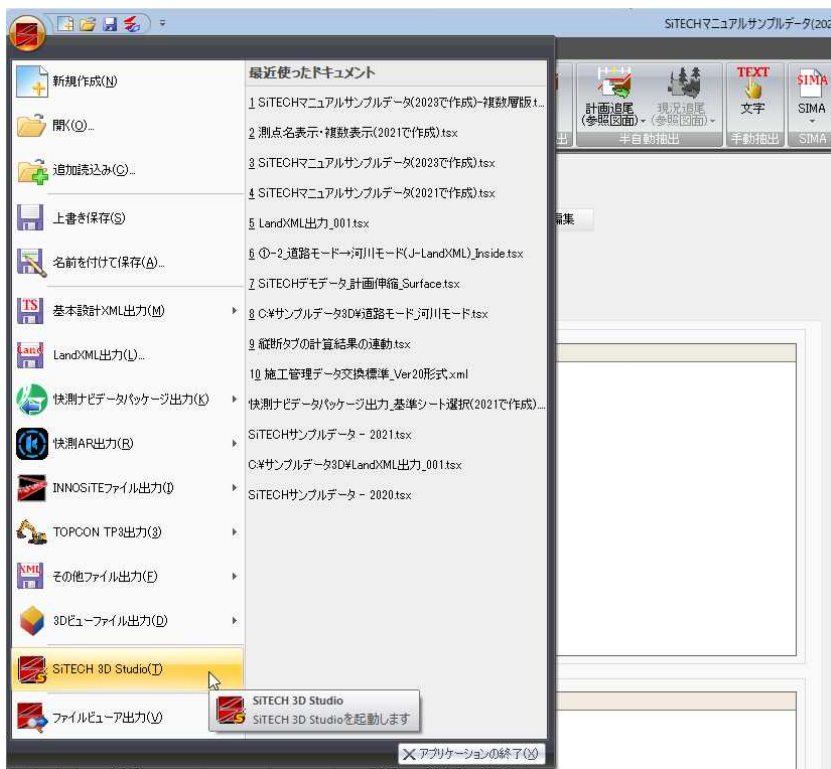 SiTECHマニュアルサンプルデータ(202
新規作成(N)
開く(O)...
追加読込み(C)...
上書き保存(S)
名前を付けて保存(A)...
TS
基本設計XML出力(M)
Land
LandXML出力(L)...
快測ナビデータパッケージ出力(K)
快測AR出力(R)
INNOSiTEファイル出力(I)
TOPCON TP3出力(3)
XML
その他ファイル出力(F)
3Dビューファイル出力(D)
SiTECH 3D Studio(T)
ファイルビューア出力(V)
最近使ったドキュメント
1 SiTECHマニュアルサンプルデータ(2023で作成)-複数層版.t...
2 測点名表示・複数表示(2021で作成).tsx
3 SiTECHマニュアルサンプルデータ(2023で作成).tsx
4 SiTECHマニュアルサンプルデータ(2021で作成).tsx
5 LandXML出力_001.tsx
6 ①-2_道路モード→河川モード(J-LandXML)_Inside.tsx
7 SiTECHデモデータ_計画伸縮_Surface.tsx
8 C:¥サンプルデータ3D¥道路モード_河川モード.tsx
9 縦断タブの計算結果の連動.tsx
10 施工管理データ交換標準_Ver20形式.xml
快測ナビデータパッケージ出力_基準シート選択(2021で作成)....
SiTECHサンプルデータ - 2021.tsx
C:¥サンプルデータ3D¥LandXML出力_001.tsx
SiTECHサンプルデータ - 2020.tsx
SiTECH 3D Studio
SiTECH 3D Studioを起動します
アプリケーションの終了(X)
計画追尾
(参照図面)
現況追尾
(参照図面)
半自動抽出
TEXT
文字
手動抽出
SIMA
SIMA
SIMA
出
編集